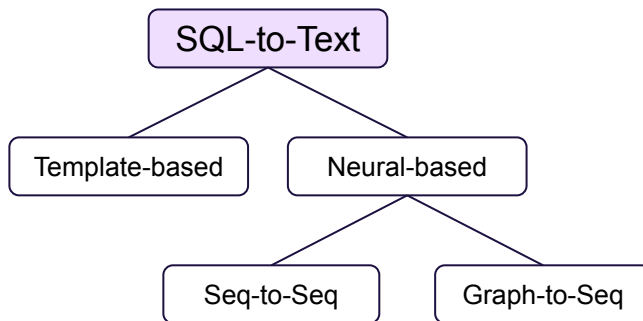 SQL-to-Text
Template-based
Neural-based
Seq-to-Seq
Graph-to-Seq